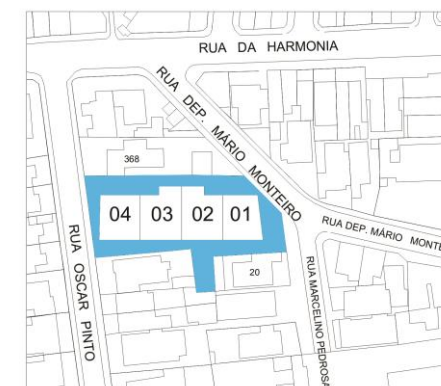 RUA DA HARMONIA
RUA DEP. MÁRIO MONTEIRO
368
04 03 02 01
RUA DEP. MÁRIO MONTE
RUA OSCAR PINTO
20
RUA MARCELINO PEDROSA